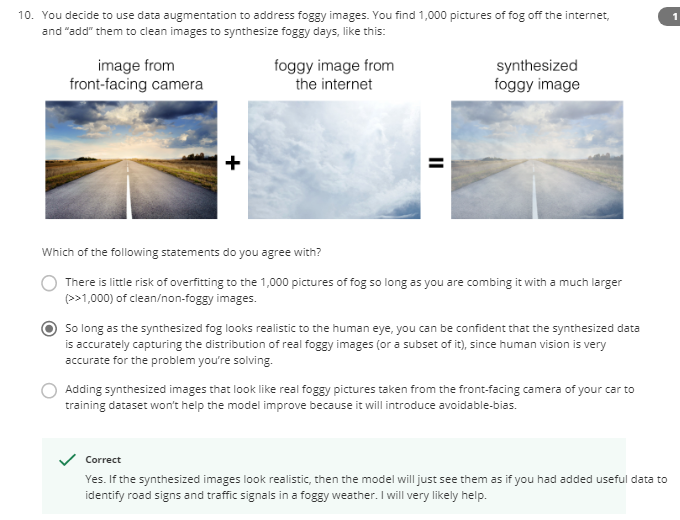 10. You decide to use data augmentation to address foggy images. You find 1,000 pictures of fog off the internet,
1
and “add” them to clean images to synthesize foggy days, like this:
image from
front-facing camera
foggy image from
the internet
synthesized
foggy image
+
=
Which of the following statements do you agree with?
There is little risk of overfitting to the 1,000 pictures of fog so long as you are combing it with a much larger
(>>1,000) of clean/non-foggy images.
So long as the synthesized fog looks realistic to the human eye, you can be confident that the synthesized data
is accurately capturing the distribution of real foggy images (or a subset of it), since human vision is very
accurate for the problem you’re solving.
Adding synthesized images that look like real foggy pictures taken from the front-facing camera of your car to
training dataset won’t help the model improve because it will introduce avoidable-bias.
Correct
Yes. If the synthesized images look realistic, then the model will just see them as if you had added useful data to
identify road signs and traffic signals in a foggy weather. I will very likely help.